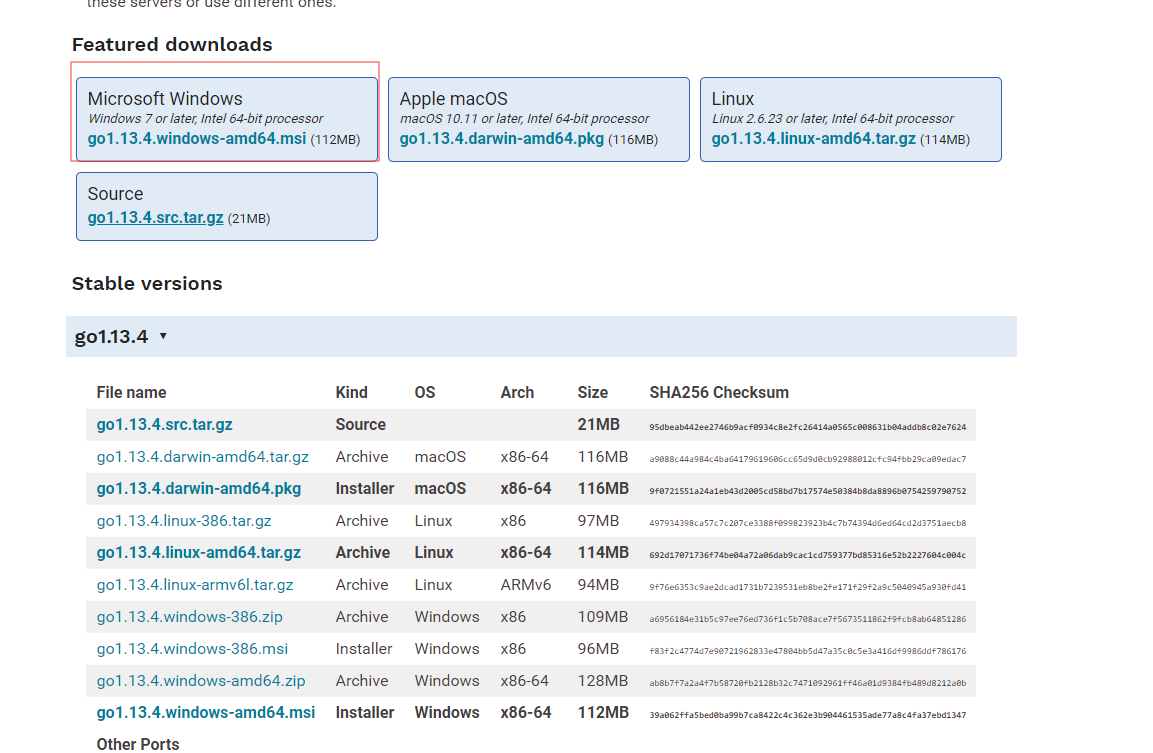 these servers or use different ones.
Featured downloads
Microsoft Windows
Windows 7 or later, Intel 64-bit processor
go1.13.4.windows-amd64.msi (112MB)
Apple macOS
macOS 10.11 or later, Intel 64-bit processor
go1.13.4.darwin-amd64.pkg (116MB)
Linux
Linux 2.6.23 or later, Intel 64-bit processor
go1.13.4.linux-amd64.tar.gz (114MB)
Source
go1.13.4.src.tar.gz (21MB)
Stable versions
go1.13.4 ▾
File name Kind OS Arch Size SHA256 Checksum
go1.13.4.src.tar.gz Source 21MB 95dbeab442ee2746b9acf0934c8e2fc26414a0565c008631b04addb8c02e7624
go1.13.4.darwin-amd64.tar.gz Archive macOS x86-64 116MB a9088c44a984c4ba64179619606cc65d9d0cb92988012cfc94fbb29ca09edac7
go1.13.4.darwin-amd64.pkg Installer macOS x86-64 116MB 9f0721551a24a1eb43d2005cd58bd7b17574e50384b8da8896b0754259790752
go1.13.4.linux-386.tar.gz Archive Linux x86 97MB 497934398ca57c7c207ce3388f099823923b4c7b74394d6ed64cd2d3751aecb8
go1.13.4.linux-amd64.tar.gz Archive Linux x86-64 114MB 692d17071736f74be04a72a06dab9cac1cd759377bd85316e52b2227604c004c
go1.13.4.linux-armv6l.tar.gz Archive Linux ARMv6 94MB 9f76e6353c9ae2dcad1731b7239531eb8be2fe171f29f2a9c5040945a930fd41
go1.13.4.windows-386.zip Archive Windows x86 109MB a6956184e31b5c97ee76ed736f1c5b708ace7f5673511862f9fcb8ab64851286
go1.13.4.windows-386.msi Installer Windows x86 96MB f83f2c4774d7e90721962833e47804bb5d47a35c0c5e3a416df9986ddf786176
go1.13.4.windows-amd64.zip Archive Windows x86-64 128MB ab8b7f7a2a4f7b58720fb2128b32c7471092961ff46a01d9384fb489d8212a0b
go1.13.4.windows-amd64.msi Installer Windows x86-64 112MB 39a062ffa5bed0ba99b7ca8422c4c362e3b904461535ade77a8c4fa37ebd1347
Other Ports